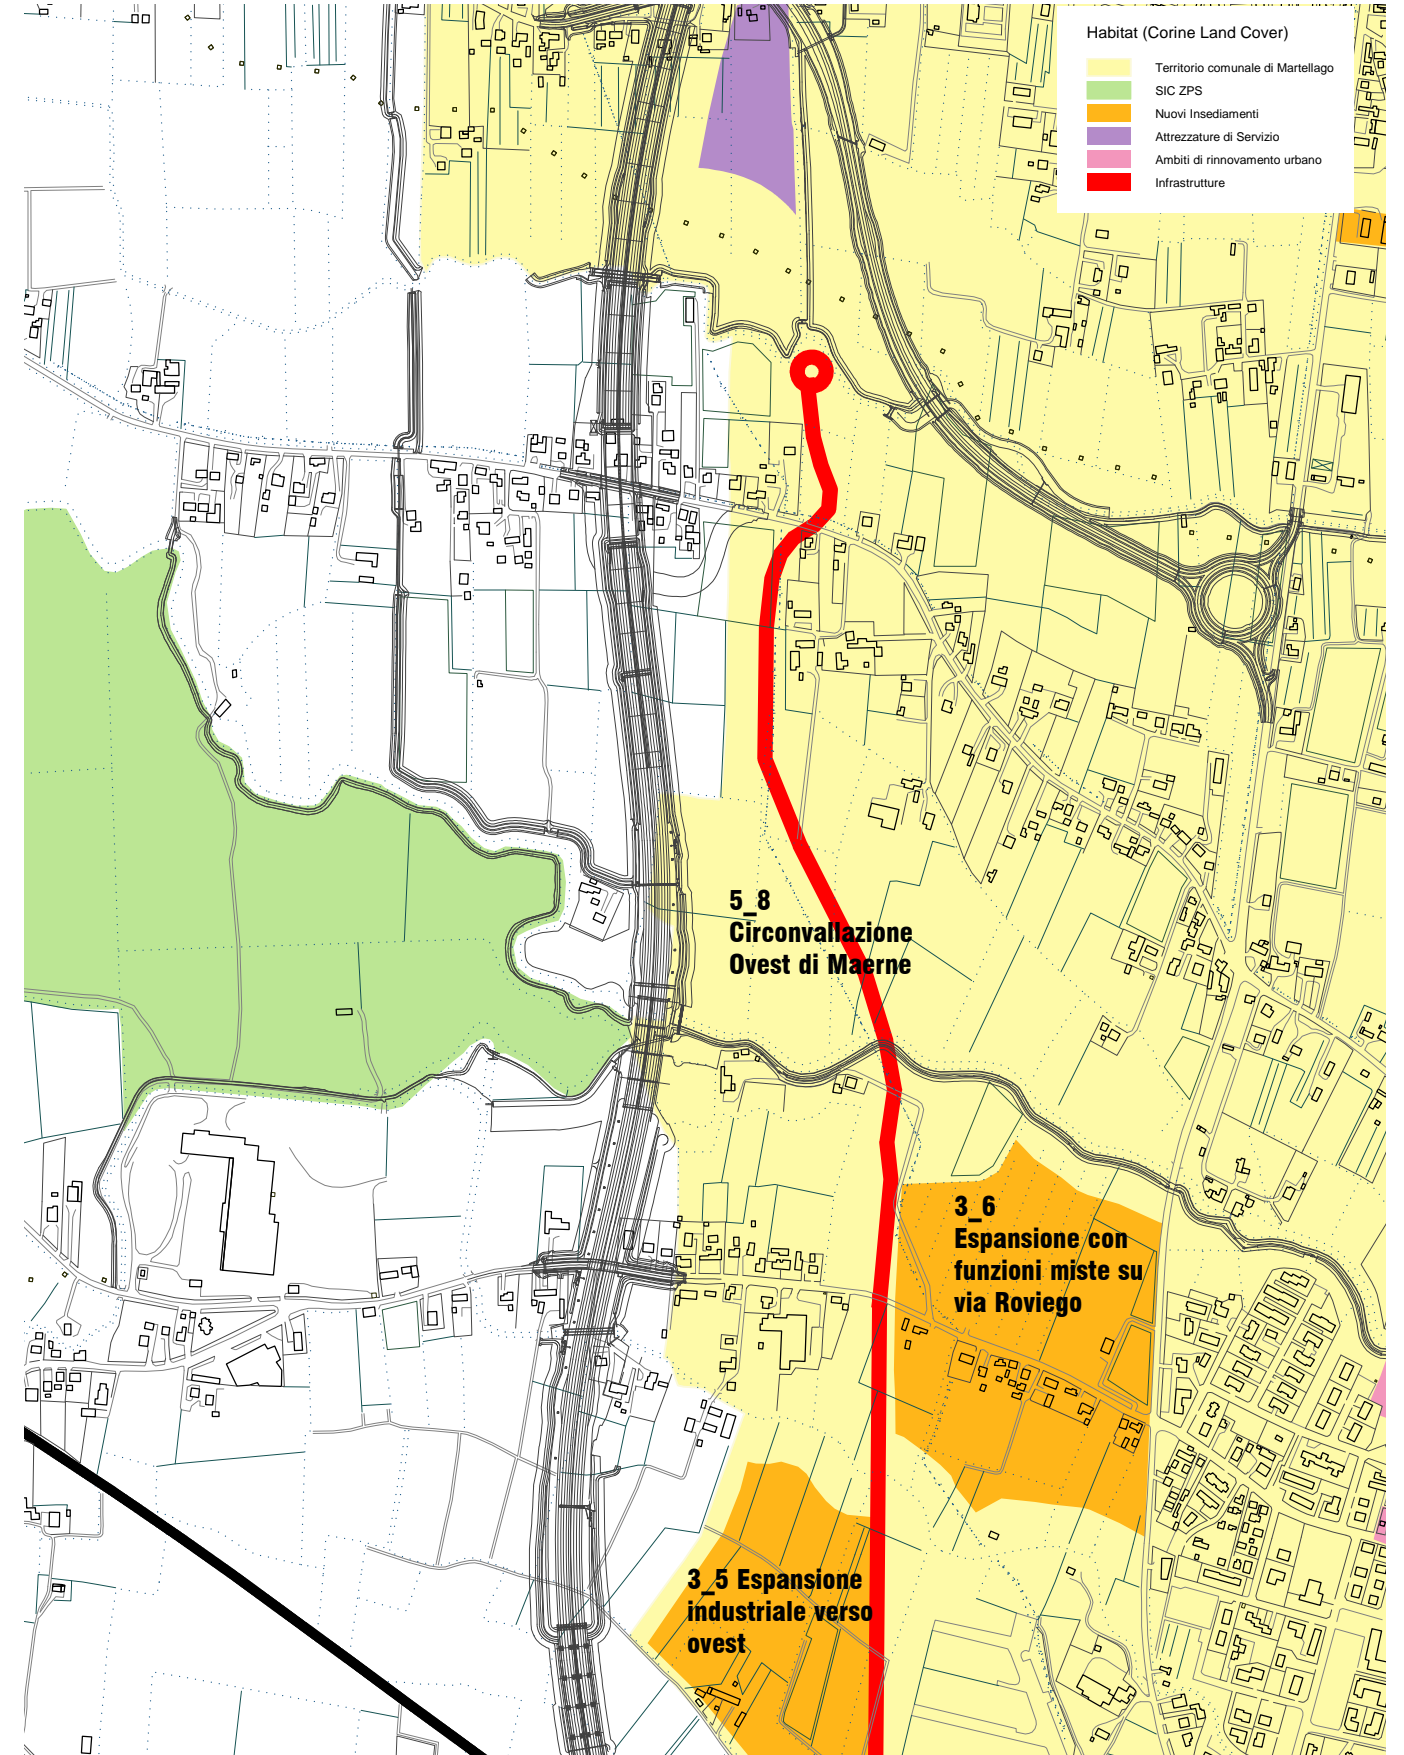 Habitat (Corine Land Cover)
Territorio comunale di Martellago
SIC ZPS
Nuovi Insediamenti
Attrezzature di Servizio
Ambiti di rinnovamento urbano
Infrastrutture
5_8
Circonvallazione
Ovest di Maerne
3_6
Espansione con
funzioni miste su
via Roviego
3_5 Espansione
industriale verso
ovest